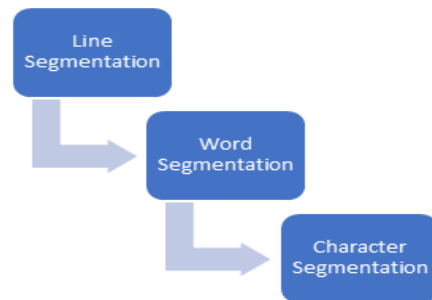 Line
Segmentation
Word
Segmentation
Character
Segmentation